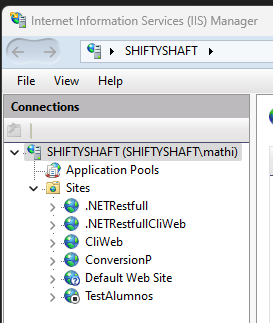 Internet Information Services (IIS) Manager
SHIFTYSHAFT
File View Help
Connections
SHIFTYSHAFT (SHIFTYSHAFT\mathi)
Application Pools
Sites
.NETRestfull
.NETRestfullCliWeb
CliWeb
ConversionP
Default Web Site
TestAlumnos